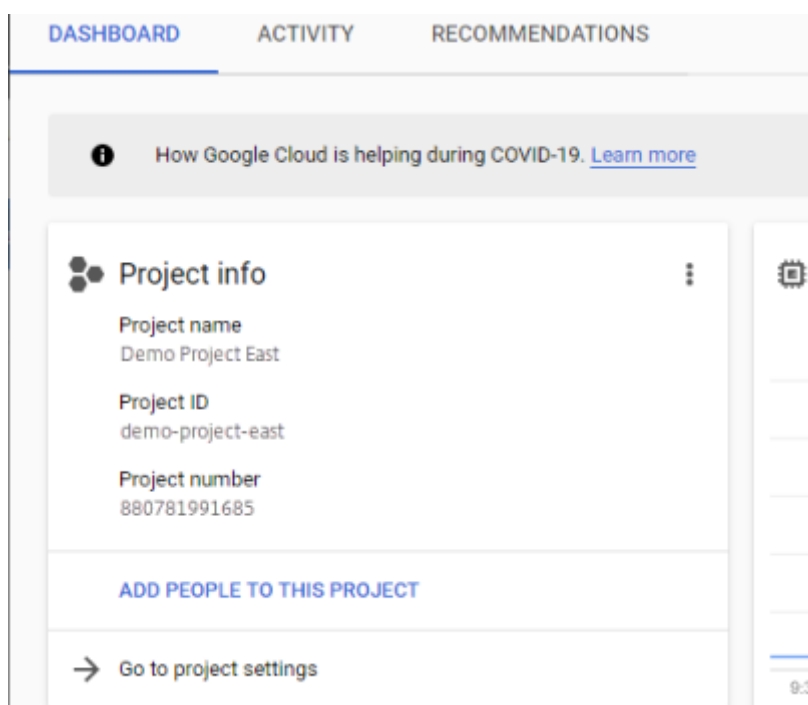 DASHBOARD ACTIVITY RECOMMENDATIONS
How Google Cloud is helping during COVID-19. Learn more
Project info
Project name
Demo Project East
Project ID
demo-project-east
Project number
880781991685
ADD PEOPLE TO THIS PROJECT
Go to project settings